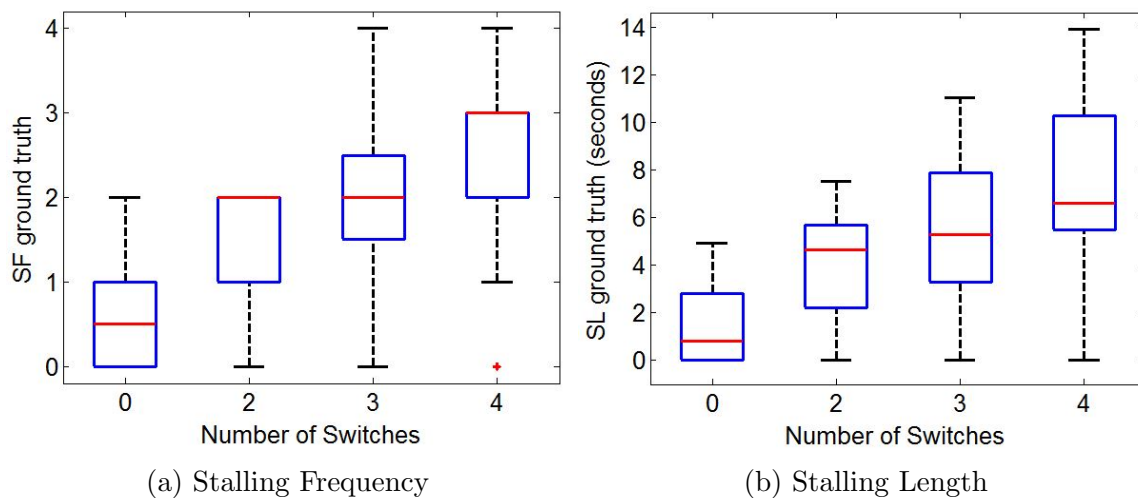 4
3
2
1
0
SF ground truth
0 2 3 4
Number of Switches
(a) Stalling Frequency
14
12
10
8
6
4
2
0
SL ground truth (seconds)
0 2 3 4
Number of Switches
(b) Stalling Length